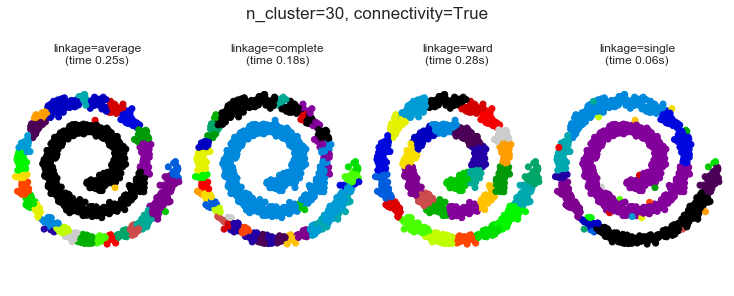 n_cluster=30, connectivity=True
linkage=average
(time 0.25s)
linkage=complete
(time 0.18s)
linkage=ward
(time 0.28s)
linkage=single
(time 0.06s)